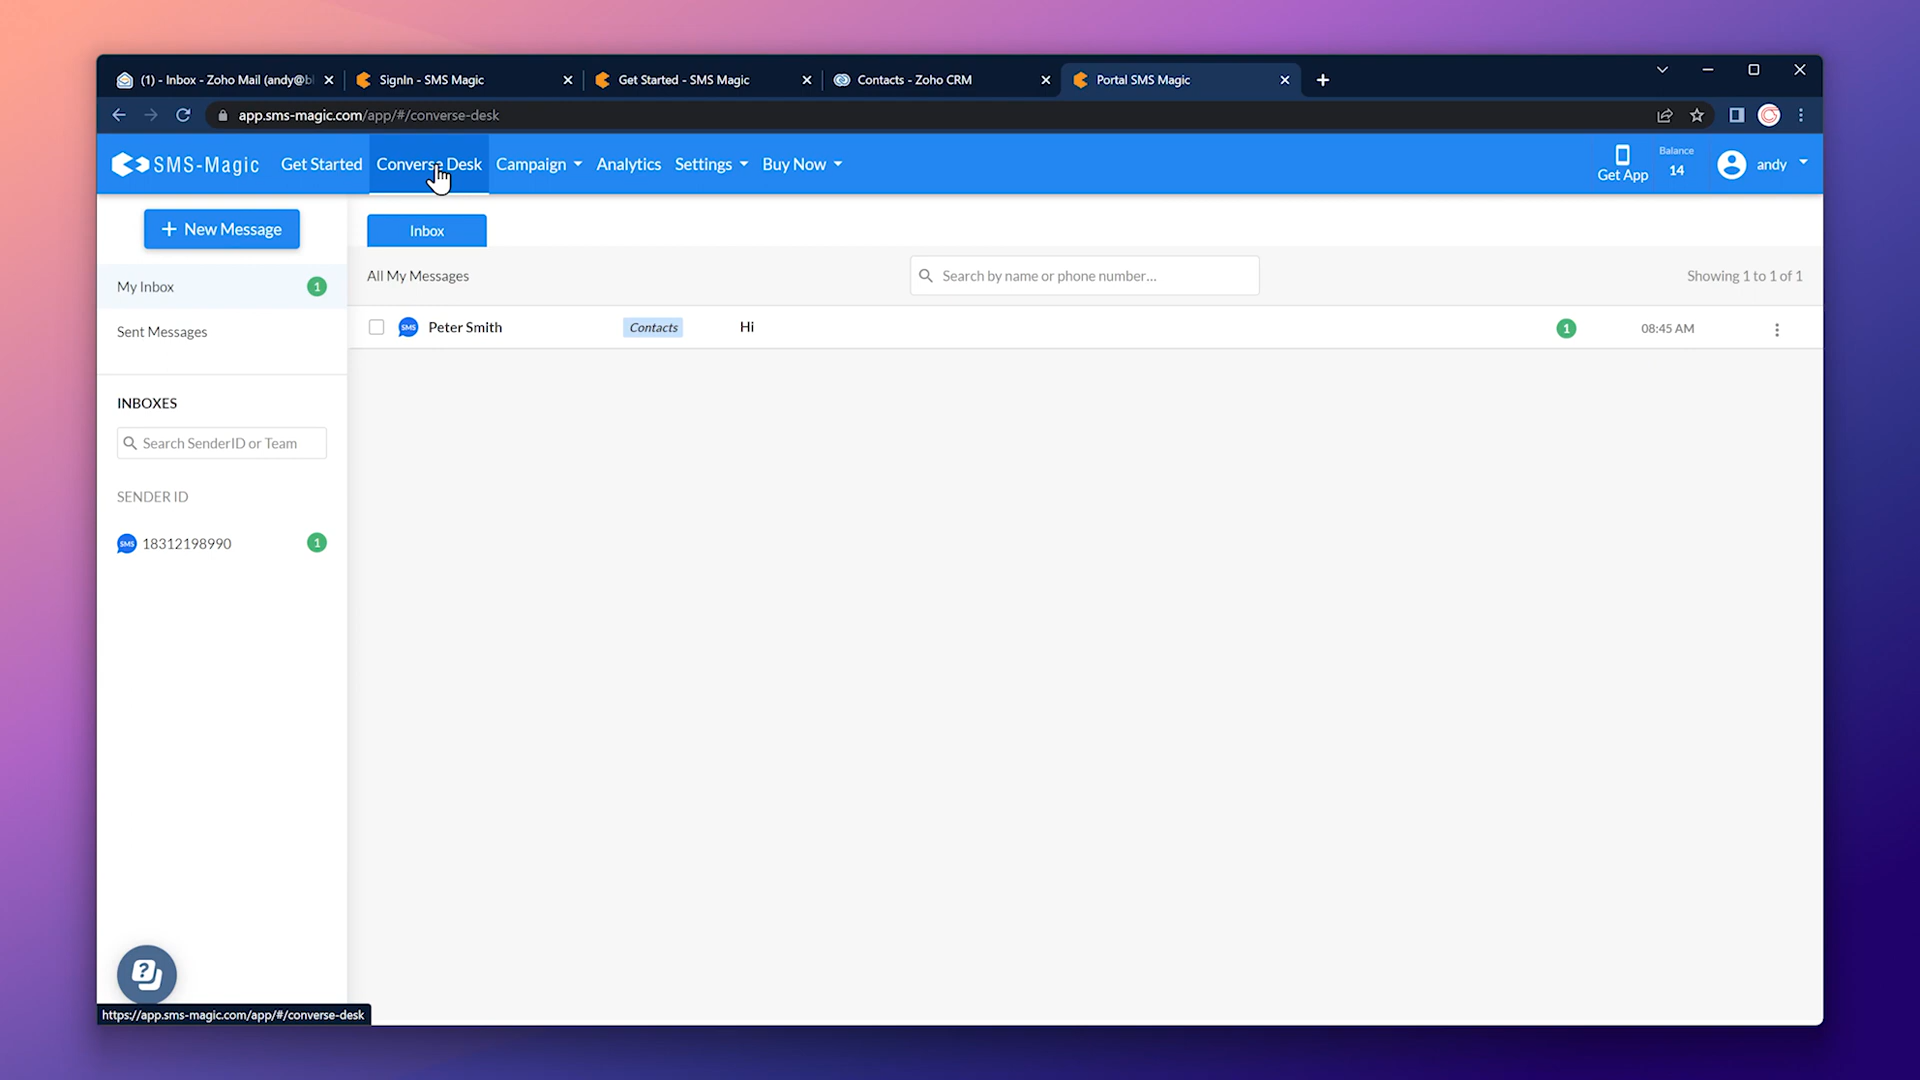 (1) - Inbox - Zoho Mail (andy@b
SignIn - SMS Magic
Get Started - SMS Magic
Contacts - Zoho CRM
Portal SMS Magic
app.sms-magic.com/app/#/converse-desk
SMS-Magic
Get Started
Converse Desk
Campaign
Analytics
Settings
Buy Now
Get App
Balance
14
andy
+ New Message
Inbox
My Inbox
1
Sent Messages
All My Messages
Search by name or phone number...
Showing 1 to 1 of 1
SMS
Peter Smith
Contacts
Hi
1
08:45 AM
INBOXES
Search SenderID or Team
SENDER ID
SMS
18312198990
1
?
https://app.sms-magic.com/app/#/converse-desk